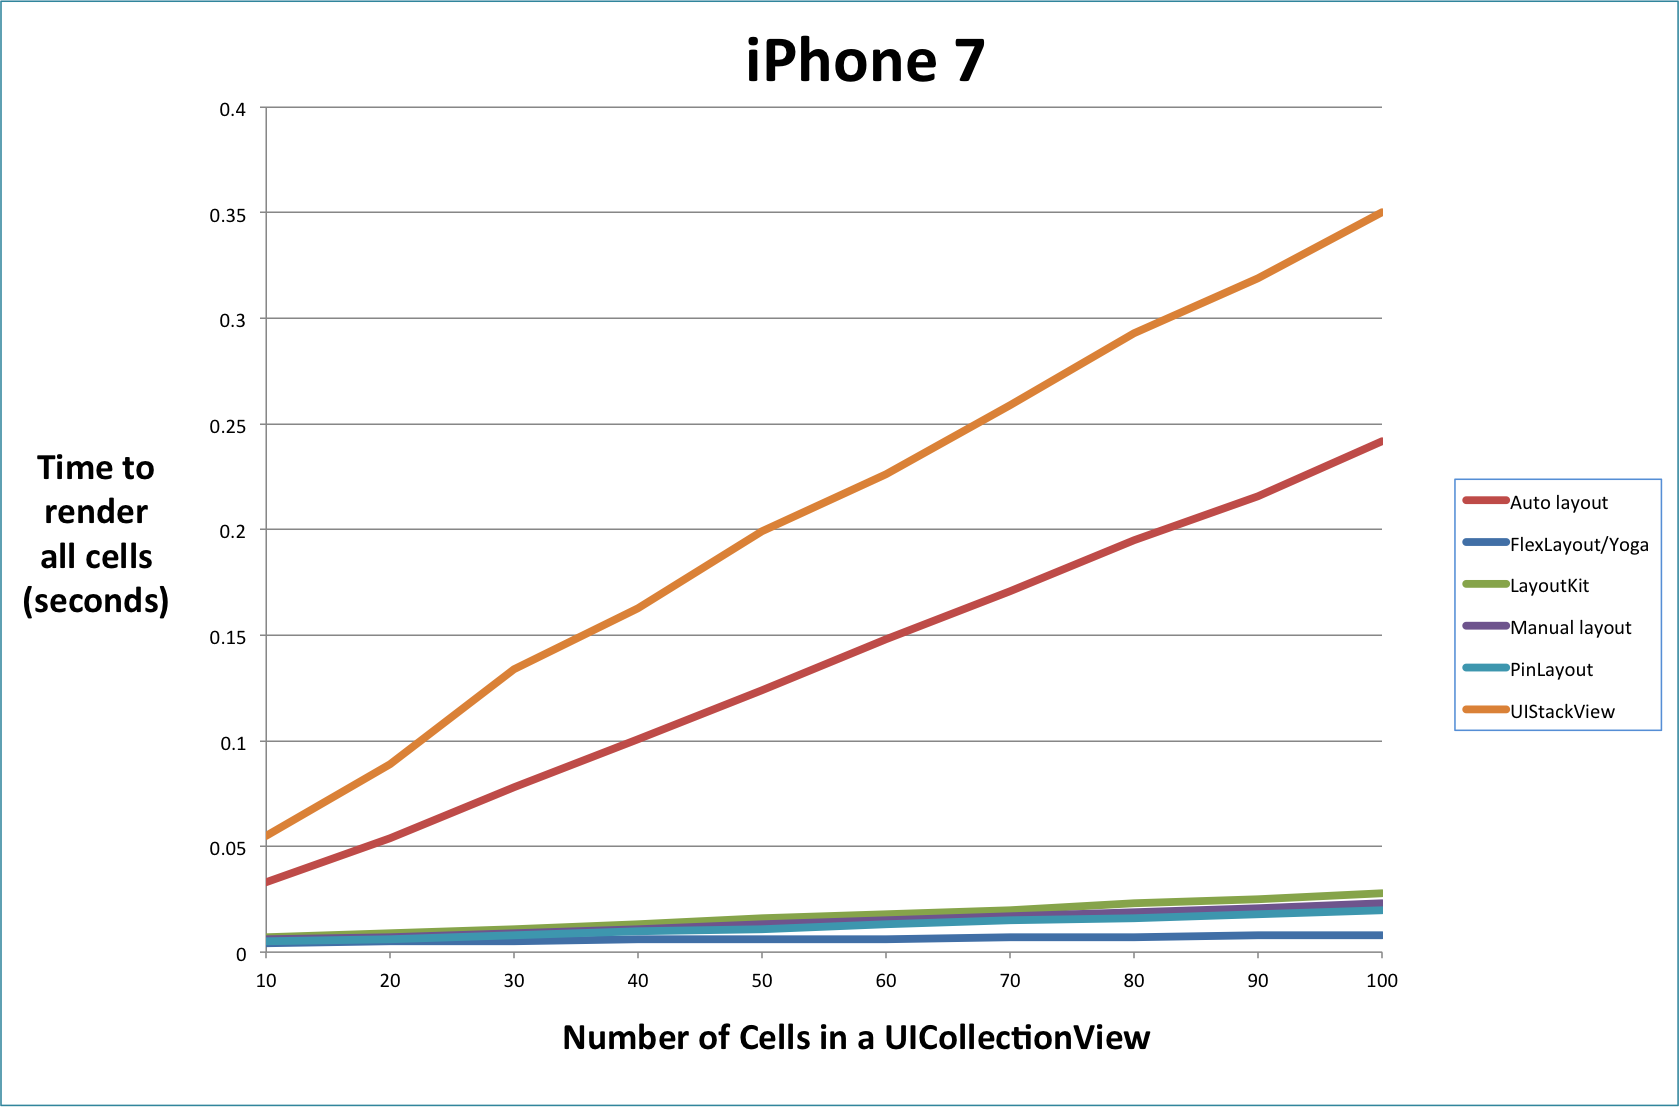 iPhone 7
0.4
0.35
0.3
0.25
0.2
0.15
0.1
0.05
0
Time to
render
all cells
(seconds)
10 20 30 40 50 60 70 80 90 100
Number of Cells in a UICollectionView
Auto layout
FlexLayout/Yoga
LayoutKit
Manual layout
PinLayout
UIStackView